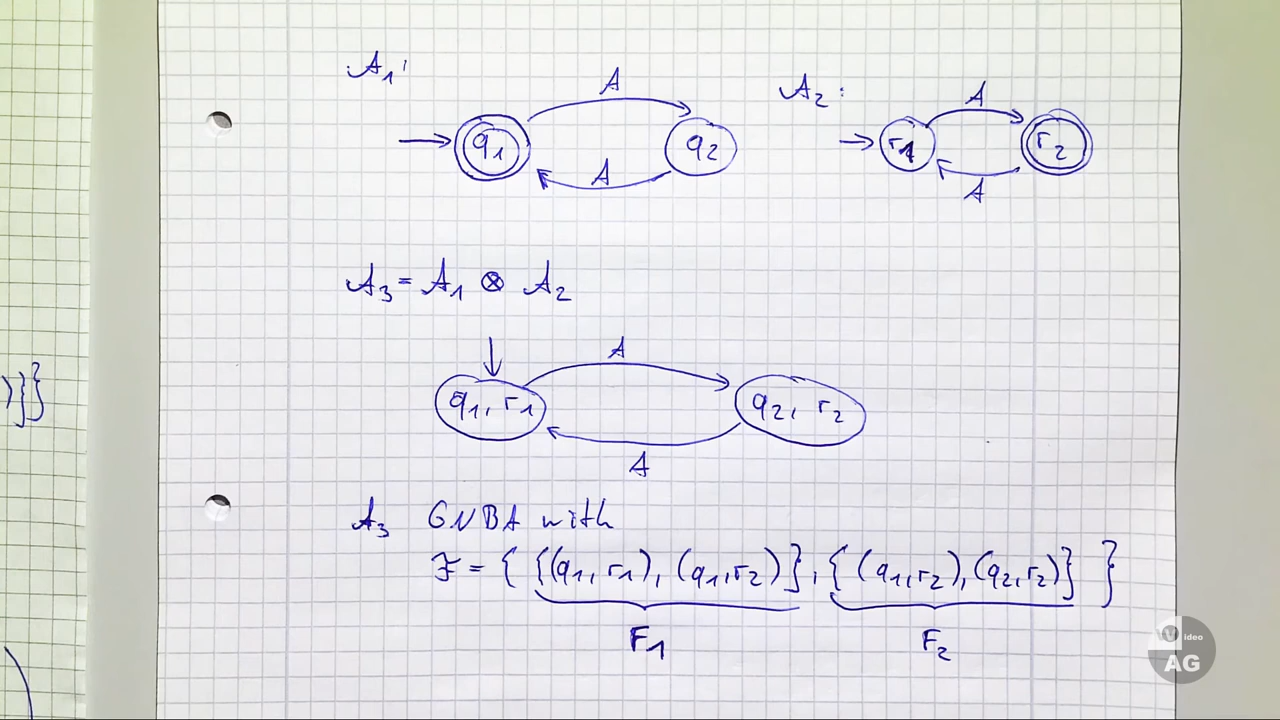 A₁:
A
q₁
q₂
A
A₂:
A
r₁
r₂
A
A₃ = A₁ ⊗ A₂
A
q₁, r₁
q₂, r₂
A
A₃ GNBA with
F = { {(q₁, r₁), (q₁, r₂)}, {(q₁, r₂), (q₂, r₂)} }
F₁
F₂
)}}
Video
AG